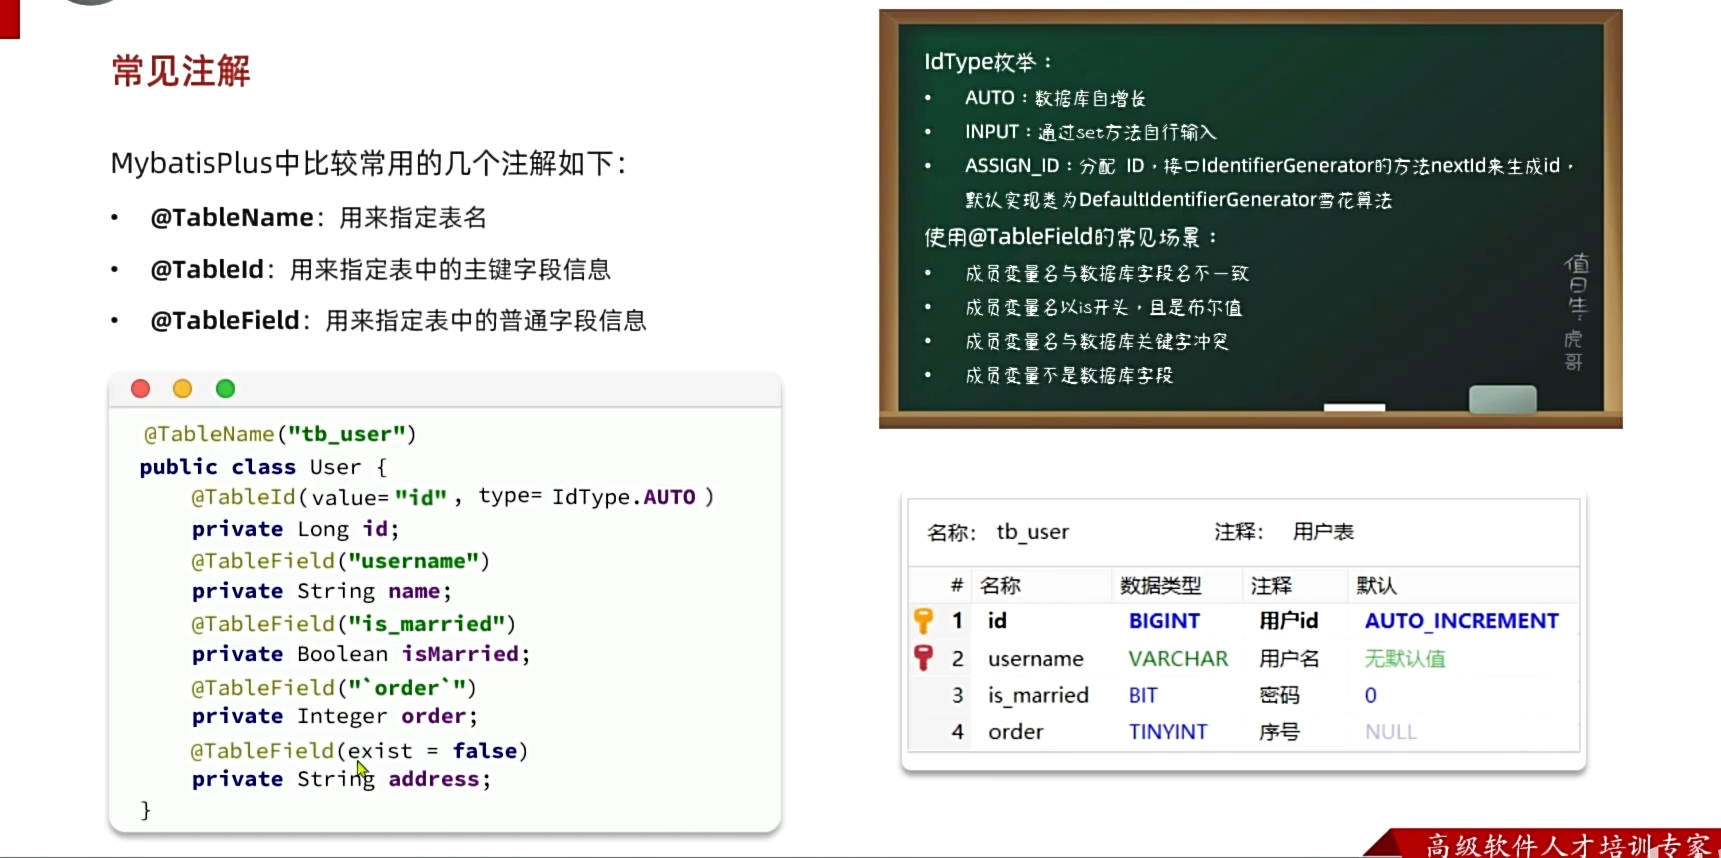 常见注解
MybatisPlus中比较常用的几个注解如下：
• @TableName：用来指定表名
• @TableId：用来指定表中的主键字段信息
• @TableField：用来指定表中的普通字段信息
@TableName("tb_user")
public class User {
@TableId(value="id", type= IdType.AUTO )
private Long id;
@TableField("username")
private String name;
@TableField("is_married")
private Boolean isMarried;
@TableField("`order`")
private Integer order;
@TableField(exist = false)
private String address;
}
IdType枚举：
• AUTO：数据库自增长
• INPUT：通过set方法自行输入
• ASSIGN_ID：分配 ID，接口IdentifierGenerator的方法nextId来生成id，
默认实现类为DefaultIdentifierGenerator雪花算法
使用@TableField的常见场景：
• 成员变量名与数据库字段名不一致
• 成员变量名以is开头，且是布尔值
• 成员变量名与数据库关键字冲突
• 成员变量不是数据库字段
值日生：虎哥
名称： tb_user 注释： 用户表
# 名称 数据类型 注释 默认
1 id BIGINT 用户id AUTO_INCREMENT
2 username VARCHAR 用户名 无默认值
3 is_married BIT 密码 0
4 order TINYINT 序号 NULL
高级软件人才培训专家